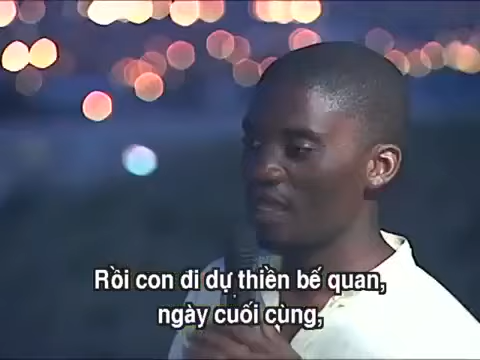 Rồi con đi dự thiền bế quan,
ngày cuối cùng,